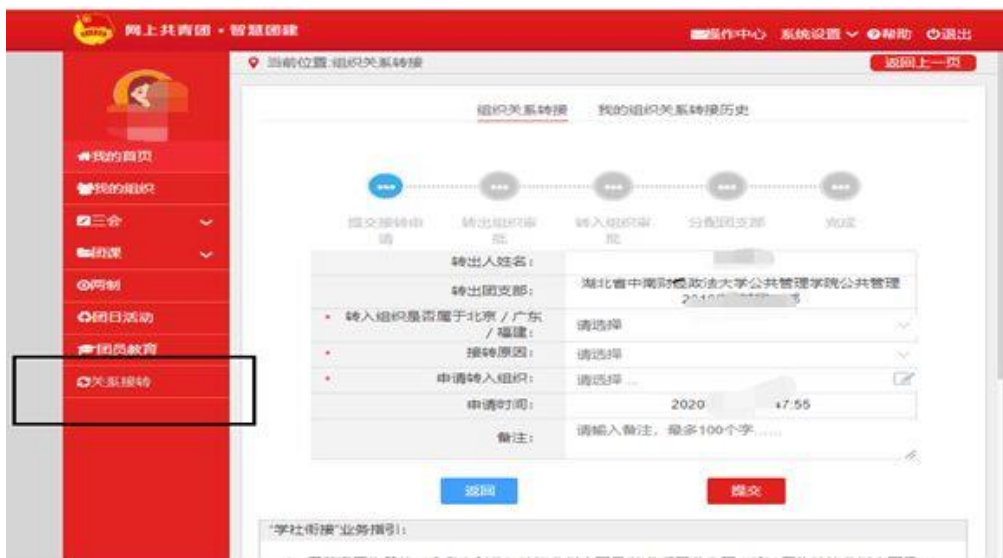 网上共青团·智慧团建
操作中心 系统设置 帮助 退出
当前位置:组织关系转接
返回上一页
组织关系转接 我的组织关系转接历史
我的首页
我的组织
三会
团课
两制
团日活动
团员教育
关系接转
提交接转申请
转出组织审批
转入组织审批
分配团支部
完成
转出人姓名：
转出团支部： 湖北省中南财经政法大学公共管理学院公共管理
转入组织是否属于北京/广东/福建： 请选择
接转原因： 请选择
申请转入组织： 请选择 ...
申请时间： 2020 47:55
备注： 请输入备注，最多100个字......
返回 提交
"学社衔接"业务指引：